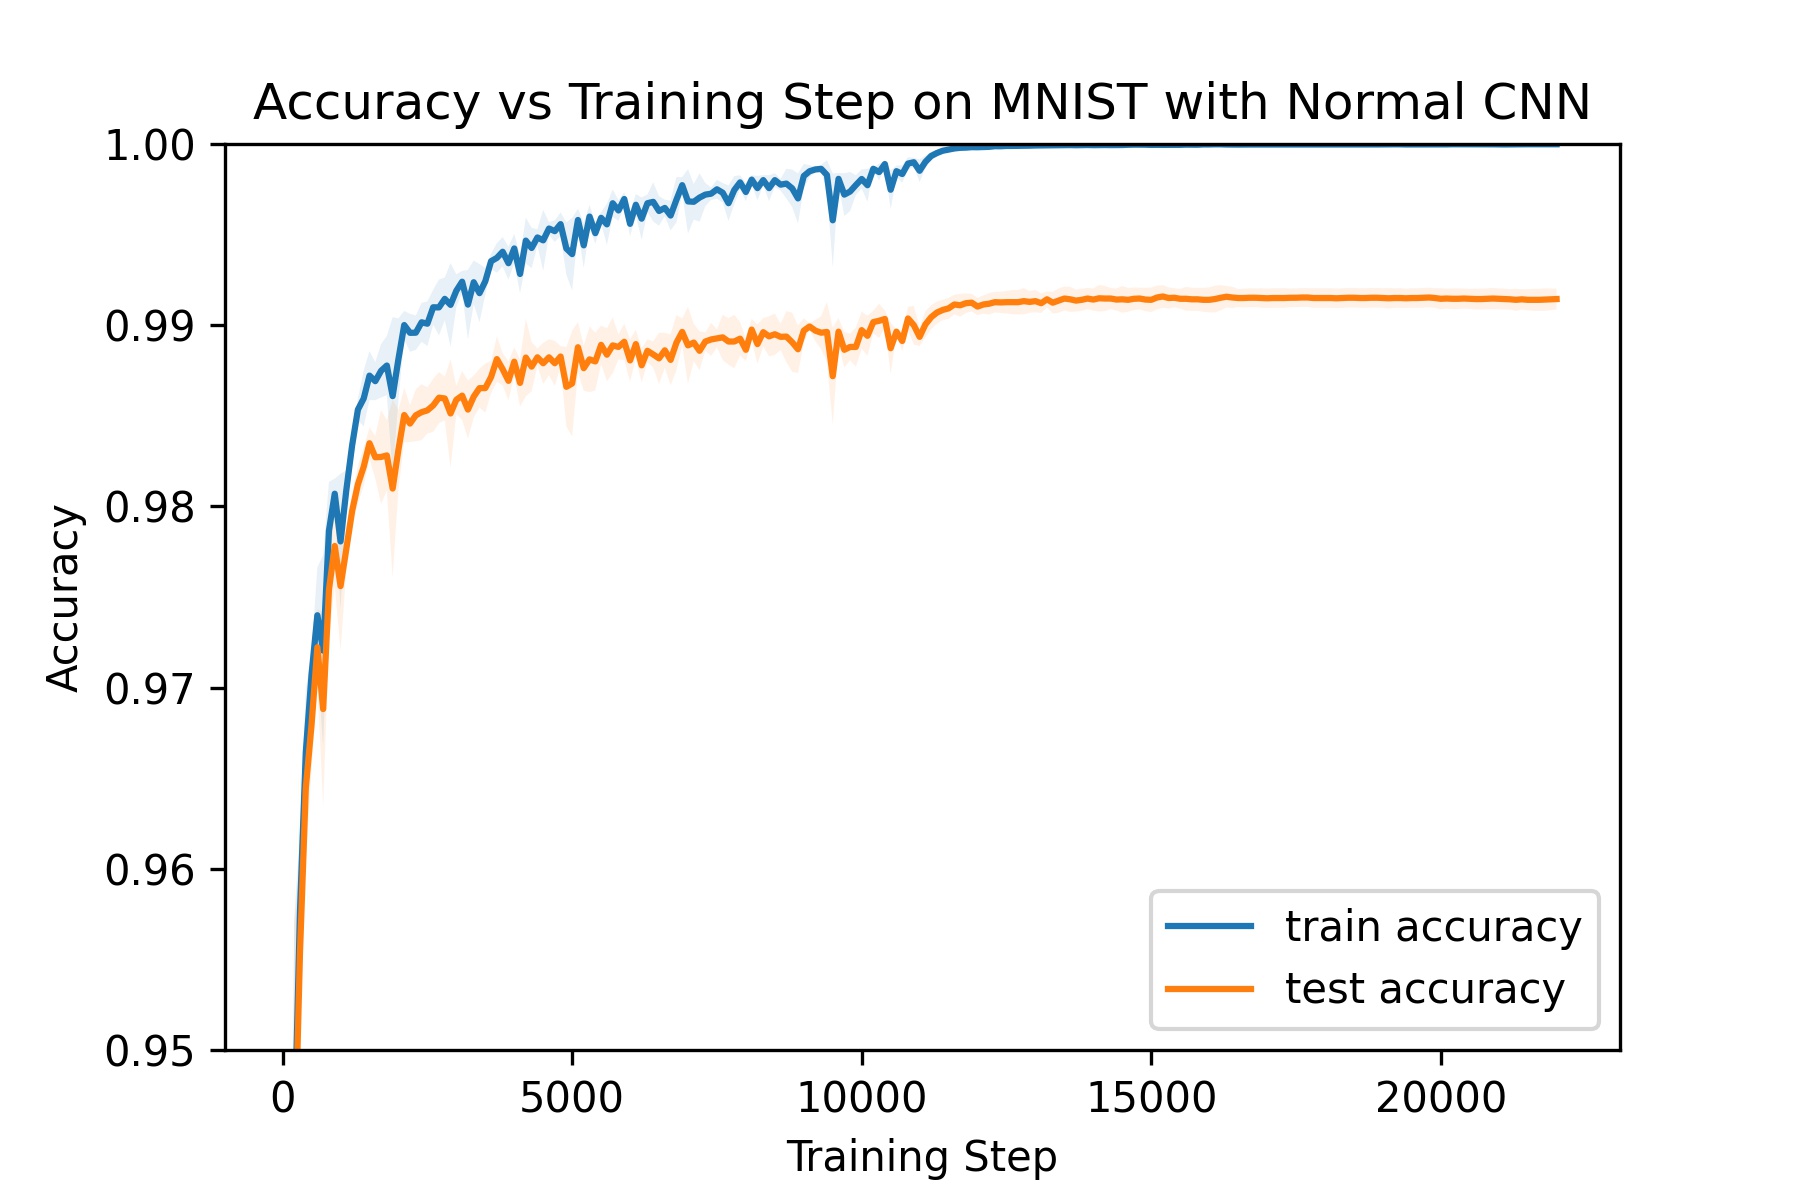 Accuracy vs Training Step on MNIST with Normal CNN
1.00
0.99
0.98
0.97
0.96
0.95
Accuracy
train accuracy
test accuracy
0
5000
10000
15000
20000
Training Step